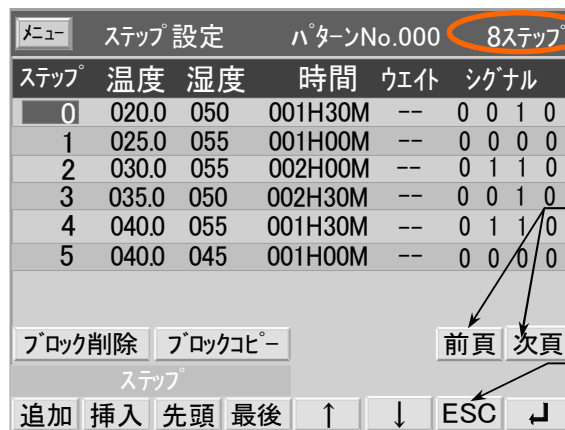 メニュー ステップ設定 パターンNo.000 8ステップ
ステップ 温度 湿度 時間 ウエイト シグナル
0 020.0 050 001H30M -- 0 0 1 0
1 025.0 055 001H00M -- 0 0 0 0
2 030.0 055 002H00M -- 0 1 1 0
3 035.0 050 002H30M -- 0 0 1 0
4 040.0 055 001H30M -- 0 1 1 0
5 040.0 045 001H00M -- 0 0 0 0
ブロック削除 ブロックコピー 前頁 次頁
ステップ
追加 挿入 先頭 最後 ↑ ↓ ESC ↵